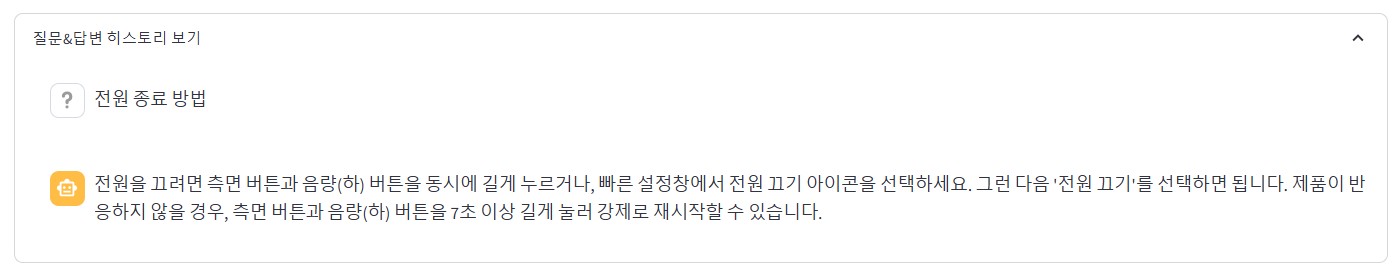 질문&답변 히스토리 보기
? 전원 종료 방법
전원을 끄려면 측면 버튼과 음량(하) 버튼을 동시에 길게 누르거나, 빠른 설정창에서 전원 끄기 아이콘을 선택하세요. 그런 다음 '전원 끄기'를 선택하면 됩니다. 제품이 반
응하지 않을 경우, 측면 버튼과 음량(하) 버튼을 7초 이상 길게 눌러 강제로 재시작할 수 있습니다.